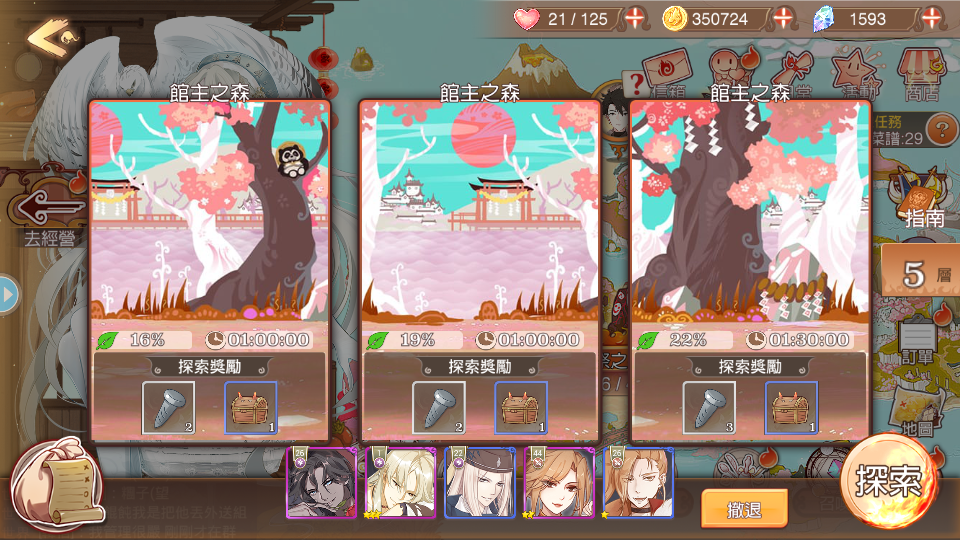 21 / 125
350724
1593
館主之森
館主之森
館主之森
信箱
活動
商店
任務
菜譜:29
指南
去經營
5 層
16%
01:00:00
19%
01:00:00
22%
01:30:00
探索獎勵
探索獎勵
探索獎勵
2
1
2
1
3
1
訂單
地圖
26
1
22
44
25
撤退
探索